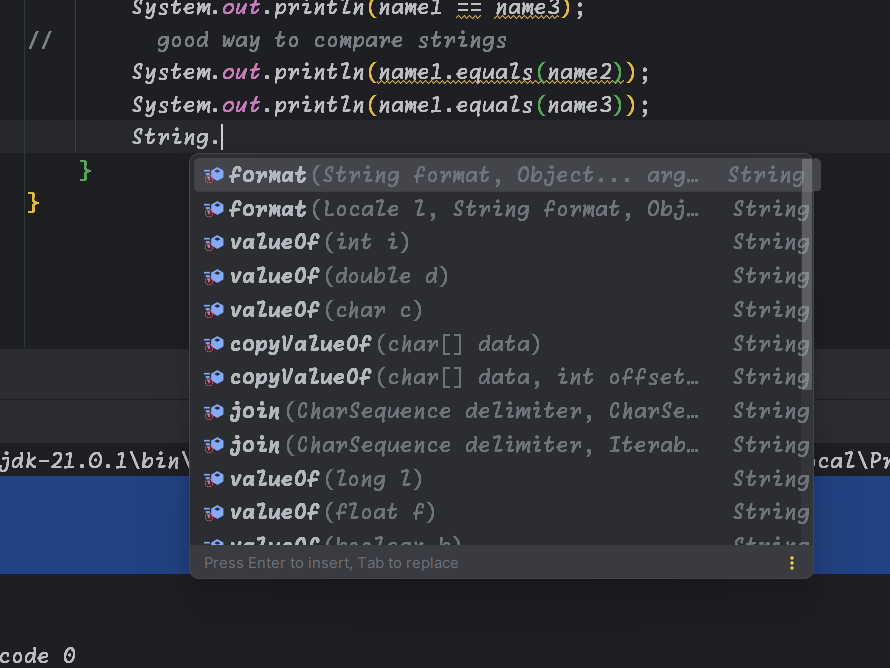 System.out.println(name1 == name3);
// good way to compare strings
System.out.println(name1.equals(name2));
System.out.println(name1.equals(name3));
String.
}
}
format(String format, Object... arg… String
format(Locale l, String format, Obj… String
valueOf(int i) String
valueOf(double d) String
valueOf(char c) String
copyValueOf(char[] data) String
copyValueOf(char[] data, int offset… String
join(CharSequence delimiter, CharSe… String
join(CharSequence delimiter, Iterab… String
jdk-21.0.1\bin\ ocal\Pr
valueOf(long l) String
valueOf(float f) String
valueOf(boolean b) String
Press Enter to insert, Tab to replace
code 0